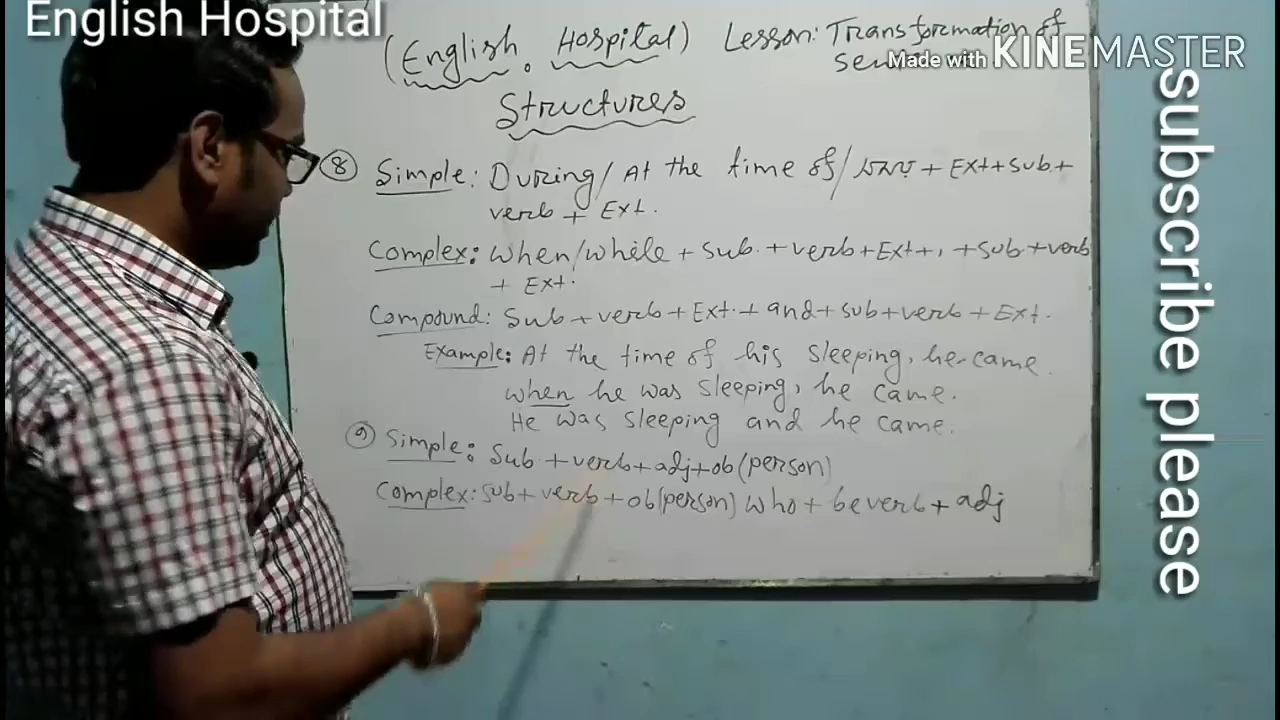 English Hospital
(English Hospital) Lesson: Transformation of
Made with KINEMASTER
Structures
⑧ Simple: During/At the time of/সময় + Ext+Sub+
verb + Ext.
Complex: when/while + sub. + verb+Ext+, +Sub+verb
+ Ext.
Compound: Sub+verb+Ext.+and+sub+verb+Ext.
Example: At the time of his sleeping, he came.
when he was sleeping, he came.
He was sleeping and he came.
⑨ Simple: Sub+verb+adj+ob(person)
Complex: sub+verb+ob(person) who+beverb+adj
subscribe please